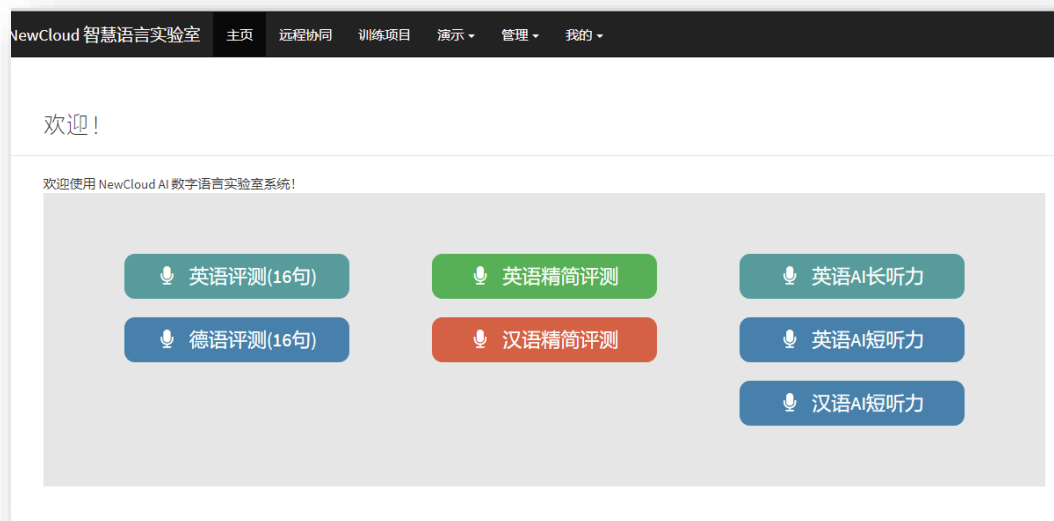 NewCloud 智慧语言实验室 主页 远程协同 训练项目 演示 管理 我的
欢迎!
欢迎使用 NewCloud AI 数字语言实验室系统!
英语评测(16句) 英语精简评测 英语AI长听力
德语评测(16句) 汉语精简评测 英语AI短听力
汉语AI短听力